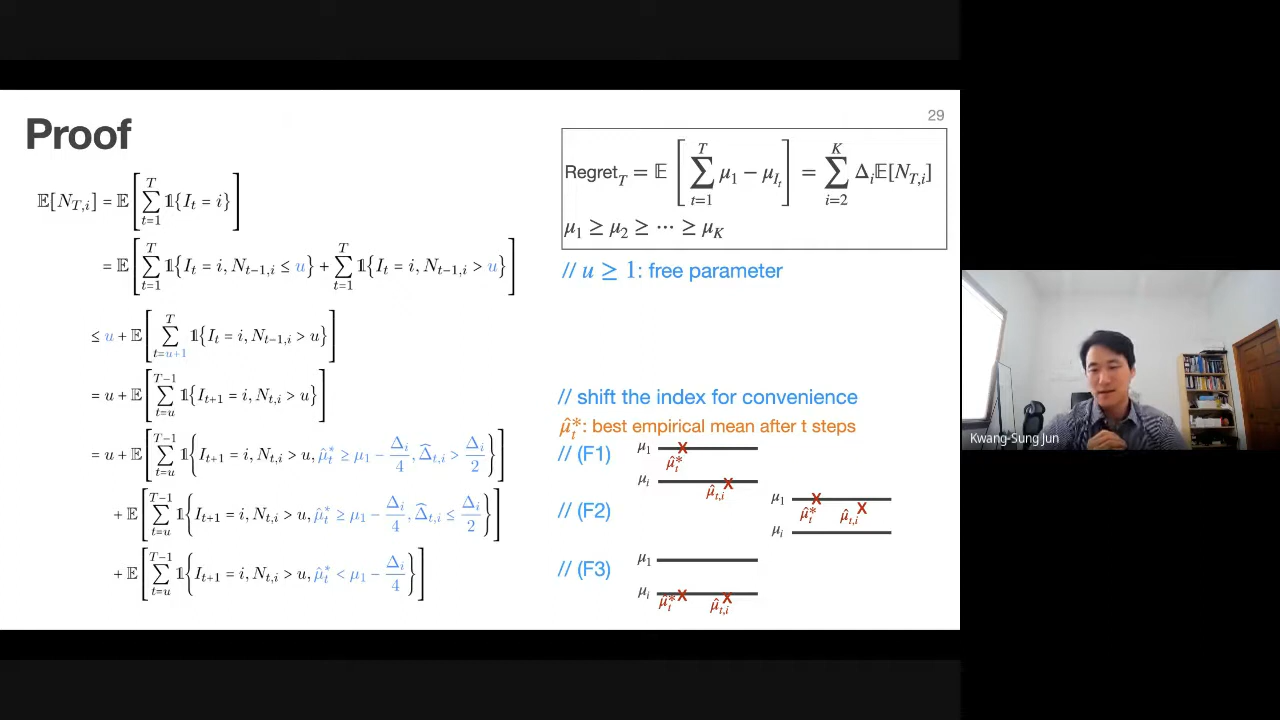 29
Proof
𝔼[N_{T,i}] = 𝔼[∑_{t=1}^{T} 𝟙{I_t = i}]
= 𝔼[∑_{t=1}^{T} 𝟙{I_t = i, N_{t−1,i} ≤ u} + ∑_{t=1}^{T} 𝟙{I_t = i, N_{t−1,i} > u}]
≤ u + 𝔼[∑_{t=u+1}^{T} 𝟙{I_t = i, N_{t−1,i} > u}]
= u + 𝔼[∑_{t=u}^{T−1} 𝟙{I_{t+1} = i, N_{t,i} > u}]
= u + 𝔼[∑_{t=u}^{T−1} 𝟙{I_{t+1} = i, N_{t,i} > u, μ̂_t^* ≥ μ_1 − Δ_i/4, Δ̂_{t,i} > Δ_i/2}]
+ 𝔼[∑_{t=u}^{T−1} 𝟙{I_{t+1} = i, N_{t,i} > u, μ̂_t^* ≥ μ_1 − Δ_i/4, Δ̂_{t,i} ≤ Δ_i/2}]
+ 𝔼[∑_{t=u}^{T−1} 𝟙{I_{t+1} = i, N_{t,i} > u, μ̂_t^* < μ_1 − Δ_i/4}]
Regret_T = 𝔼[∑_{t=1}^{T} μ_1 − μ_{I_t}] = ∑_{i=2}^{K} Δ_i𝔼[N_{T,i}]
μ_1 ≥ μ_2 ≥ ⋯ ≥ μ_K
// u ≥ 1: free parameter
// shift the index for convenience
μ̂_t^*: best empirical mean after t steps
// (F1)
μ_1 x
μ̂_t^*
μ_i x
μ̂_{t,i}
// (F2)
μ_1 x x
μ̂_t^* μ̂_{t,i}
μ_i
// (F3)
μ_1
μ_i x x
μ̂_t^* μ̂_{t,i}
Kwang-Sung Jun